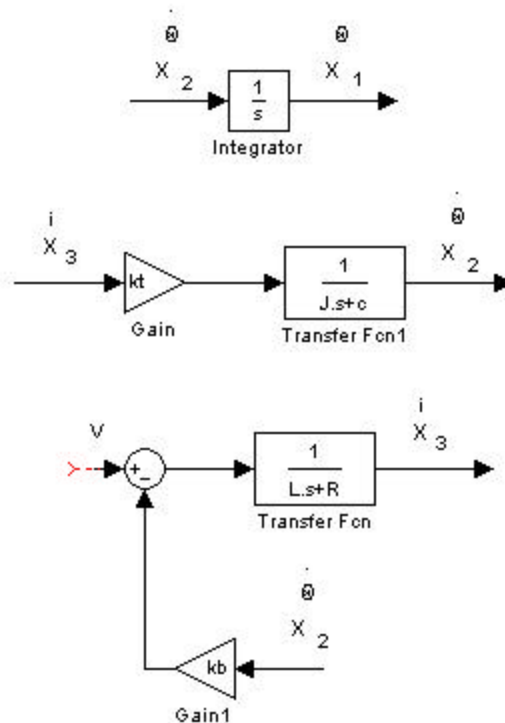 θ̇ θ
X 2 X 1
1
s
Integrator
i θ̇
X 3 X 2
kt
1
J.s+c
Gain
Transfer Fcn1
V i
X 3
+
-
1
L.s+R
Transfer Fcn
θ̇
X 2
kb
Gain1